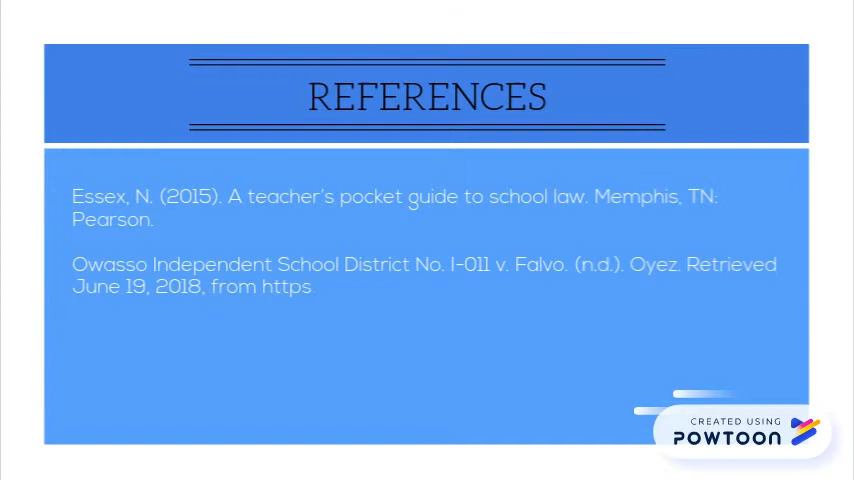 REFERENCES
Essex, N. (2015). A teacher's pocket guide to school law. Memphis, TN:
Pearson.
Owasso Independent School District No. I-011 v. Falvo. (n.d.). Oyez. Retrieved
June 19, 2018, from https
CREATED USING
POWTOON